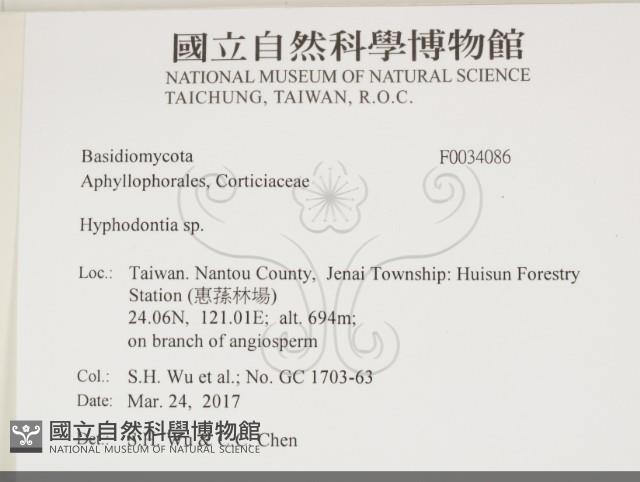 國立自然科學博物館
NATIONAL MUSEUM OF NATURAL SCIENCE
TAICHUNG, TAIWAN, R.O.C.
Basidiomycota F0034086
Aphyllophorales, Corticiaceae
Hyphodontia sp.
Loc.: Taiwan. Nantou County, Jenai Township: Huisun Forestry
Station (惠蓀林場)
24.06N, 121.01E; alt. 694m;
on branch of angiosperm
Col.: S.H. Wu et al.; No. GC 1703-63
Date: Mar. 24, 2017
Det.: S.H. Wu & C.C. Chen
國立自然科學博物館
NATIONAL MUSEUM OF NATURAL SCIENCE